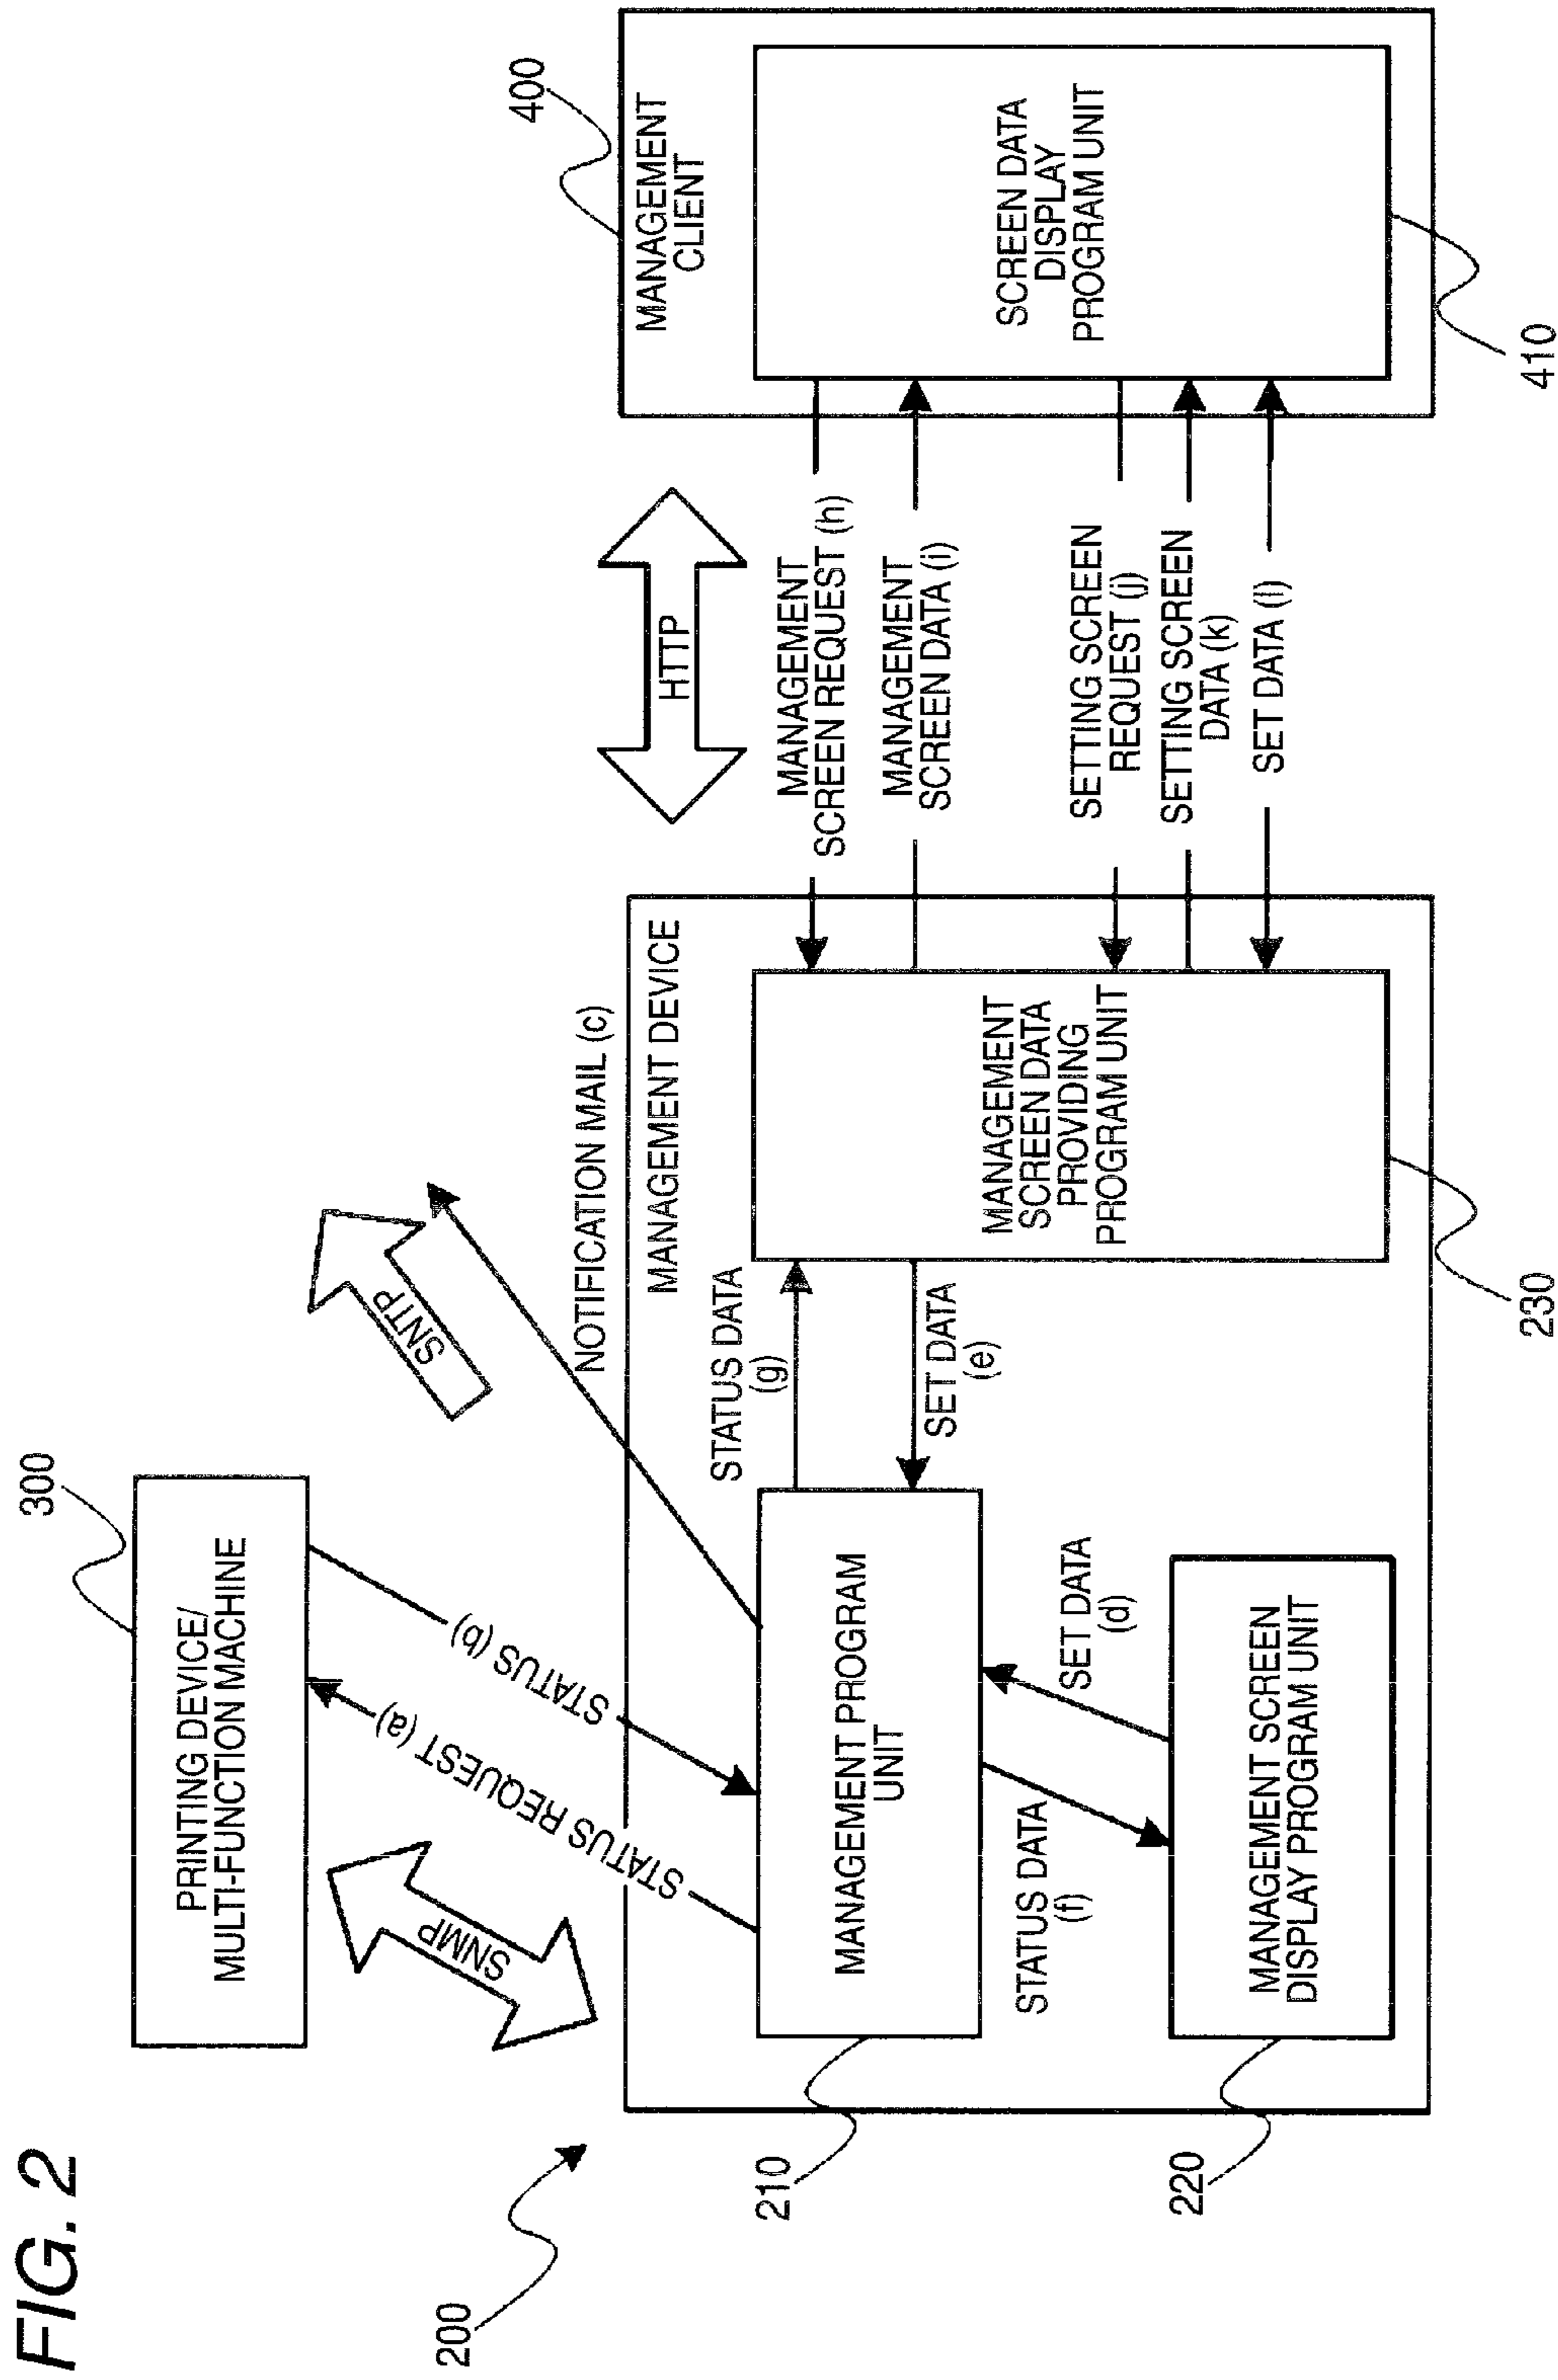 FIG. 2
200
PRINTING DEVICE/
MULTI-FUNCTION MACHINE
300
SNMP
STATUS REQUEST (a)
STATUS (b)
SNTP
NOTIFICATION MAIL (c)
MANAGEMENT DEVICE
MANAGEMENT PROGRAM
UNIT
210
STATUS DATA
(g)
SET DATA
(e)
STATUS DATA
(f)
SET DATA
(d)
MANAGEMENT SCREEN
DISPLAY PROGRAM UNIT
220
MANAGEMENT
SCREEN DATA
PROVIDING
PROGRAM UNIT
230
HTTP
MANAGEMENT
SCREEN REQUEST (h)
MANAGEMENT
SCREEN DATA (i)
SETTING SCREEN
REQUEST (j)
SETTING SCREEN
DATA (k)
SET DATA (l)
MANAGEMENT
CLIENT
400
SCREEN DATA
DISPLAY
PROGRAM UNIT
410